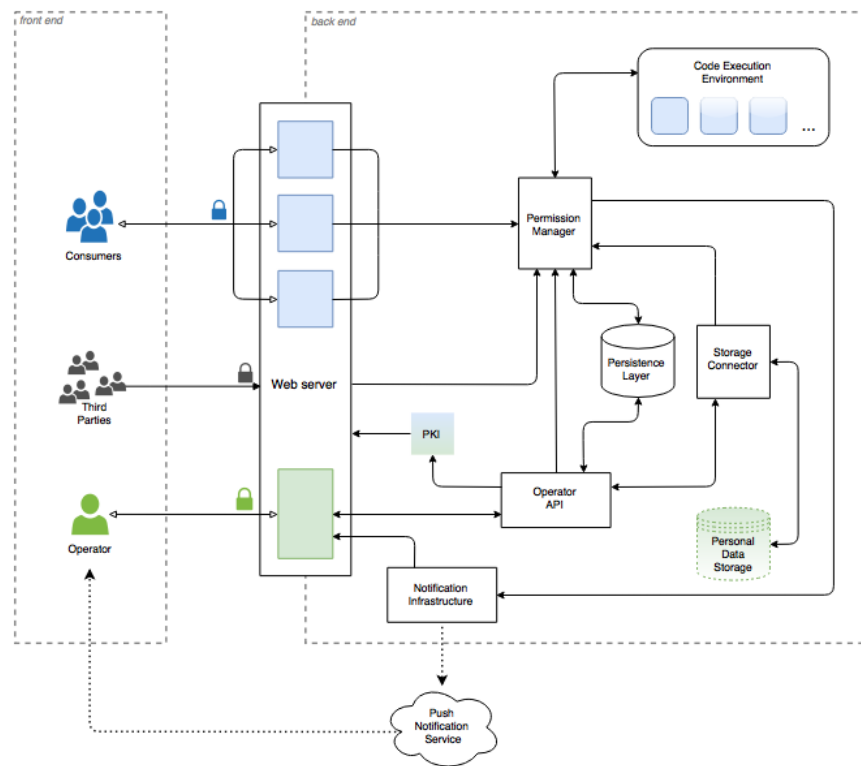 front end
back end
Code Execution
Environment
...
Permission
Manager
Consumers
Persistence
Layer
Storage
Connector
Web server
Third
Parties
PKI
Operator
API
Operator
Personal
Data
Storage
Notification
Infrastructure
Push
Notification
Service